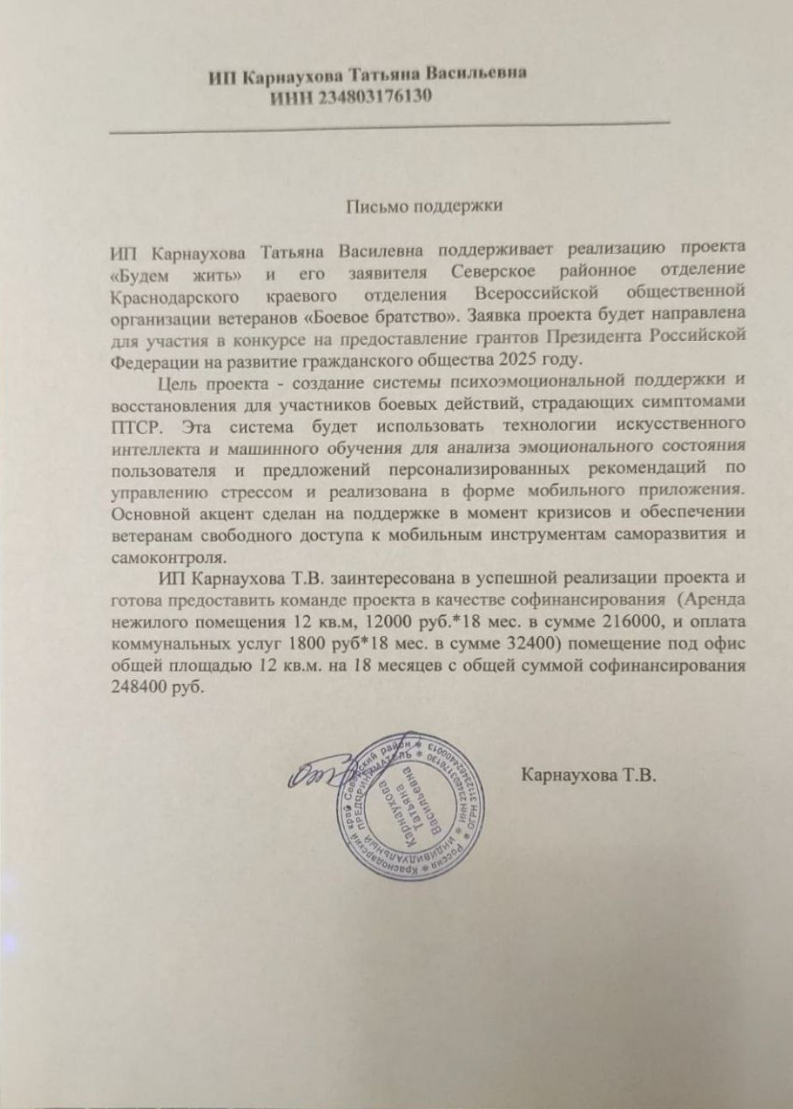 ИП Карнаухова Татьяна Васильевна
ИНН 234803176130
Письмо поддержки
ИП Карнаухова Татьяна Василевна поддерживает реализацию проекта
«Будем жить» и его заявителя Северское районное отделение
Краснодарского краевого отделения Всероссийской общественной
организации ветеранов «Боевое братство». Заявка проекта будет направлена
для участия в конкурсе на предоставление грантов Президента Российской
Федерации на развитие гражданского общества 2025 году.
Цель проекта - создание системы психоэмоциональной поддержки и
восстановления для участников боевых действий, страдающих симптомами
ПТСР. Эта система будет использовать технологии искусственного
интеллекта и машинного обучения для анализа эмоционального состояния
пользователя и предложений персонализированных рекомендаций по
управлению стрессом и реализована в форме мобильного приложения.
Основной акцент сделан на поддержке в момент кризисов и обеспечении
ветеранам свободного доступа к мобильным инструментам саморазвития и
самоконтроля.
ИП Карнаухова Т.В. заинтересована в успешной реализации проекта и
готова предоставить команде проекта в качестве софинансирования (Аренда
нежилого помещения 12 кв.м, 12000 руб.*18 мес. в сумме 216000, и оплата
коммунальных услуг 1800 руб*18 мес. в сумме 32400) помещение под офис
общей площадью 12 кв.м. на 18 месяцев с общей суммой софинансирования
248400 руб.
Карнаухова Т.В.
Россия * Краснодарский край Северский район *
ИНДИВИДУАЛЬНЫЙ ПРЕДПРИНИМАТЕЛЬ * ИНН 234803176130
Карнаухова
Татьяна
Васильевна